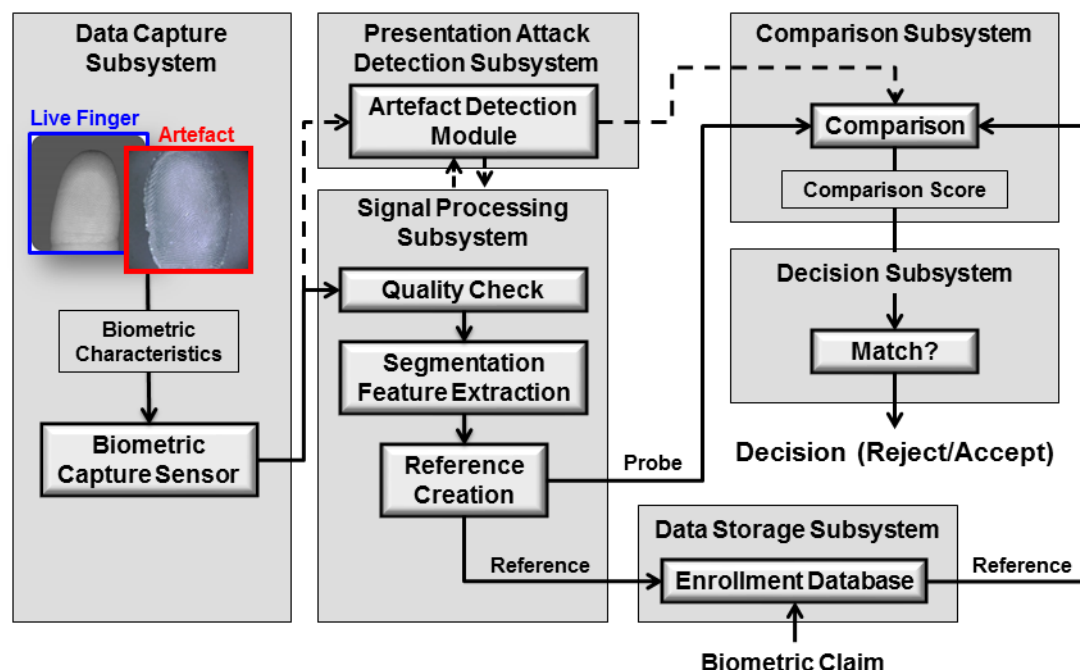 Data Capture
Subsystem
Live Finger
Artefact
Biometric
Characteristics
Biometric
Capture Sensor
Presentation Attack
Detection Subsystem
Artefact Detection
Module
Signal Processing
Subsystem
Quality Check
Segmentation
Feature Extraction
Reference
Creation
Probe
Reference
Comparison Subsystem
Comparison
Comparison Score
Decision Subsystem
Match?
Decision (Reject/Accept)
Data Storage Subsystem
Enrollment Database
Reference
Biometric Claim